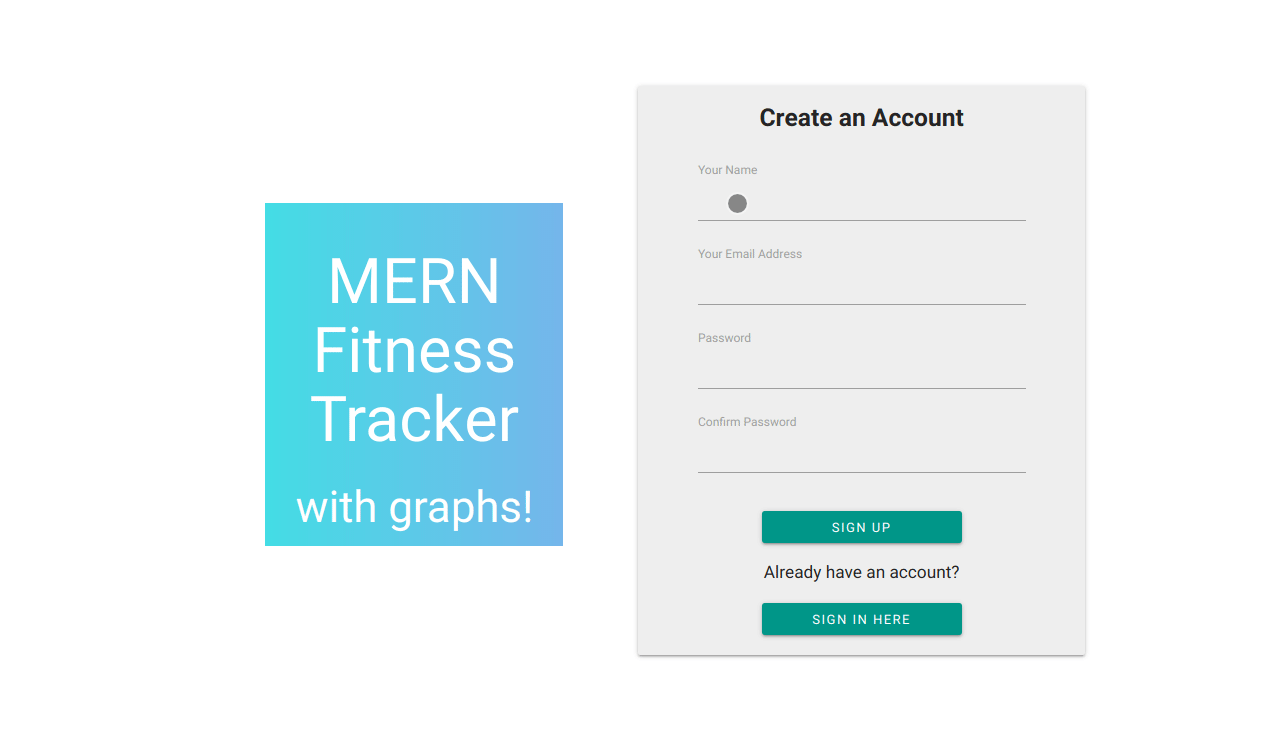 MERN
Fitness
Tracker
with graphs!
Create an Account
Your Name
Your Email Address
Password
Confirm Password
SIGN UP
Already have an account?
SIGN IN HERE